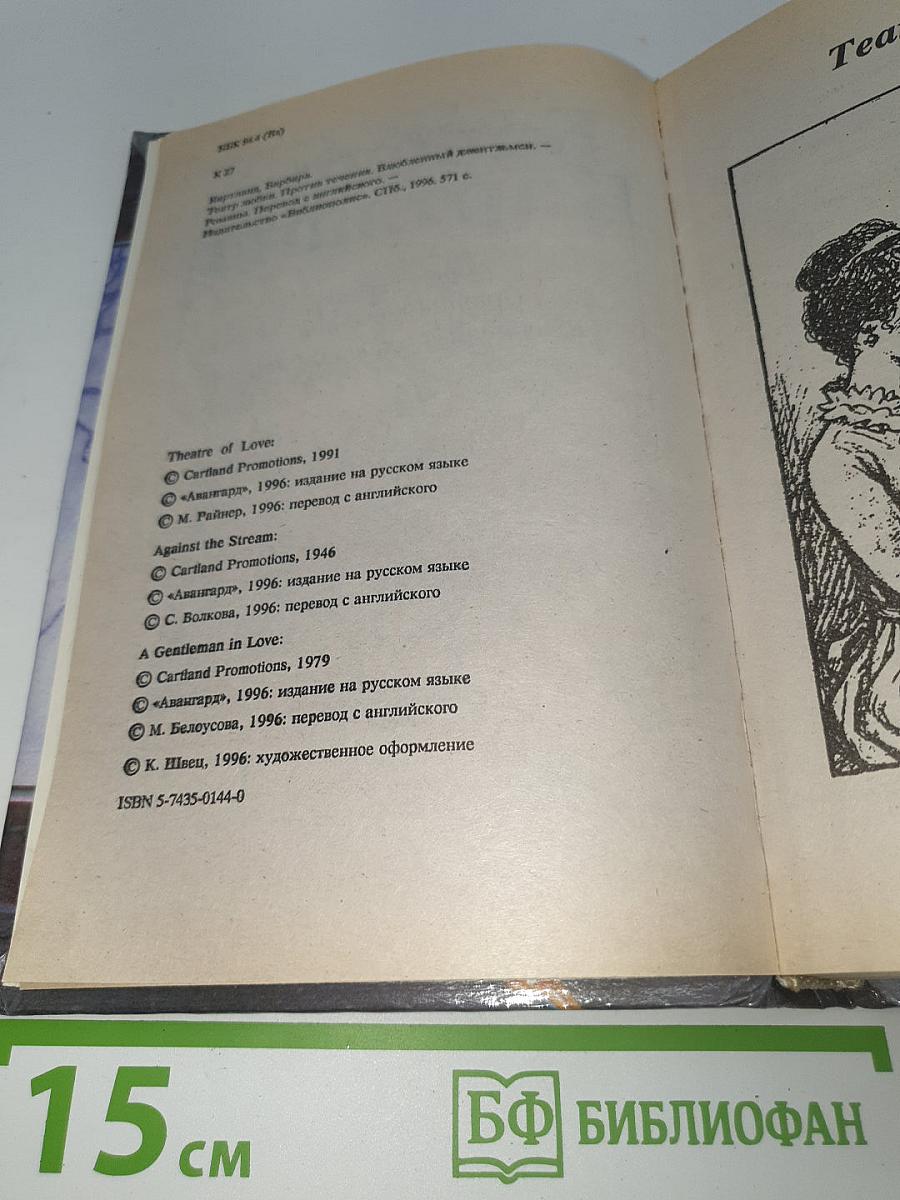 ББК 84.4 (Вл)
К 27
Картленд, Барбара.
Театр любви. Против течения. Влюбленный джентльмен. —
Романы. Перевод с английского. —
Издательство «Библиополис». СПб., 1996. 571 с.
Theatre of Love:
© Cartland Promotions, 1991
© «Авангард», 1996: издание на русском языке
© М. Райнер, 1996: перевод с английского
Against the Stream:
© Cartland Promotions, 1946
© «Авангард», 1996: издание на русском языке
© С. Волкова, 1996: перевод с английского
A Gentleman in Love:
© Cartland Promotions, 1979
© «Авангард», 1996: издание на русском языке
© М. Белоусова, 1996: перевод с английского
© К. Швец, 1996: художественное оформление
ISBN 5-7435-0144-0
15 см
БФ БИБЛИОФАН